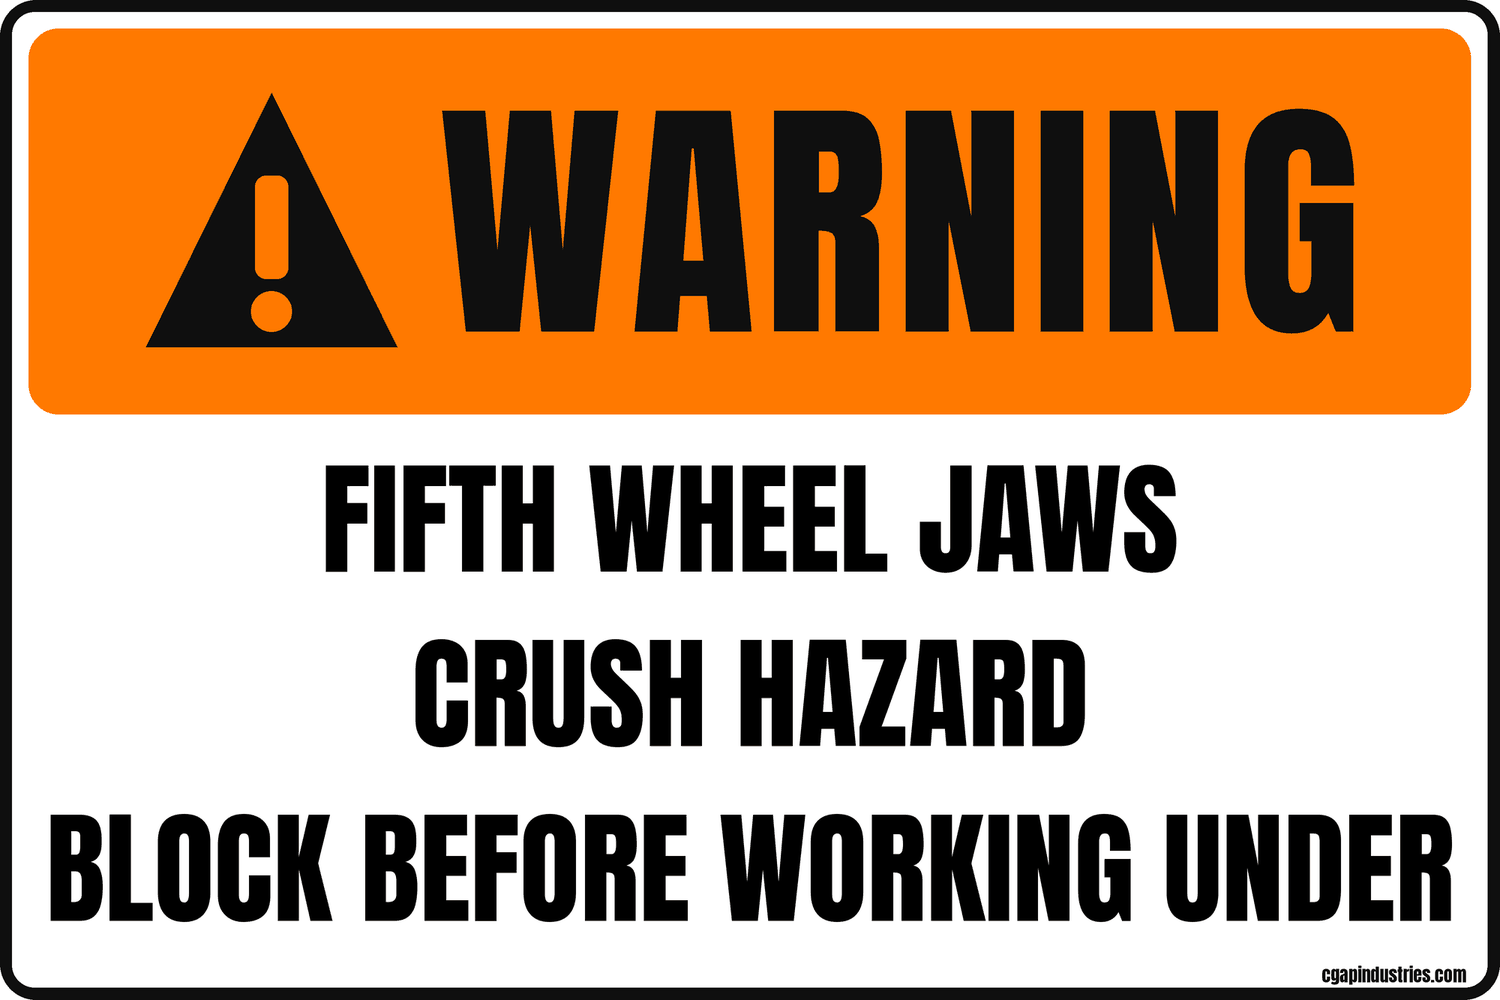 WARNING
FIFTH WHEEL JAWS
CRUSH HAZARD
BLOCK BEFORE WORKING UNDER
cgapindustries.com